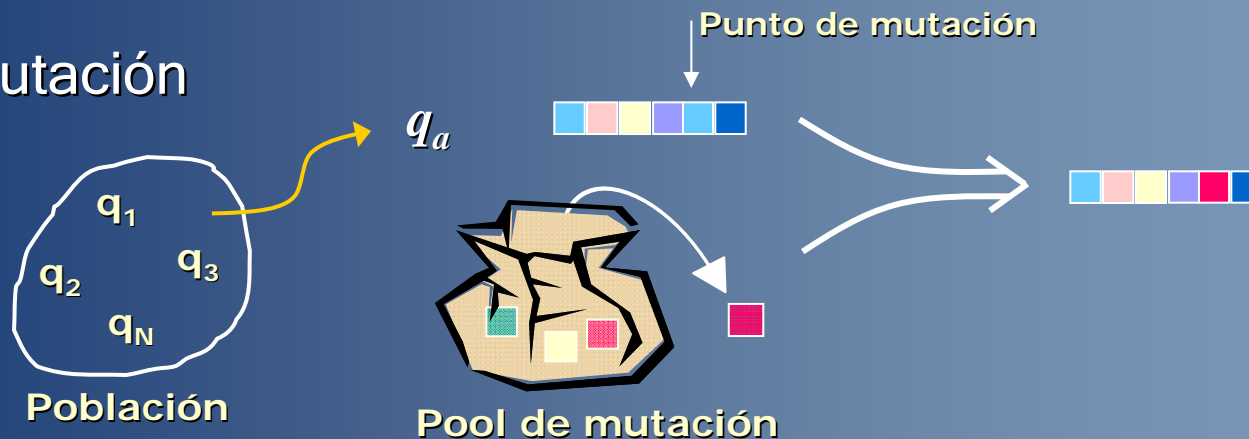 Punto de mutación
utación
qa
q1
q2
q3
qN
Población
Pool de mutación